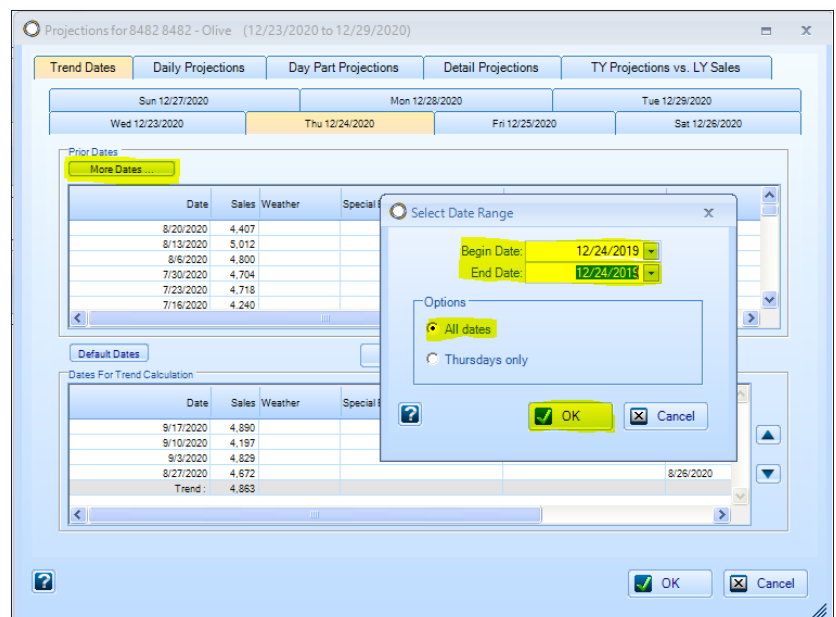 Projections for 8482 8482 - Olive (12/23/2020 to 12/29/2020)
Trend Dates Daily Projections Day Part Projections Detail Projections TY Projections vs. LY Sales
Sun 12/27/2020 Mon 12/28/2020 Tue 12/29/2020
Wed 12/23/2020 Thu 12/24/2020 Fri 12/25/2020 Sat 12/26/2020
Prior Dates
More Dates ...
Date Sales Weather Special
8/20/2020 4,407
8/13/2020 5,012
8/6/2020 4,800
7/30/2020 4,704
7/23/2020 4,718
7/16/2020 4,240
Select Date Range
Begin Date: 12/24/2019
End Date: 12/24/2019
Options
All dates
Thursdays only
OK Cancel
Default Dates
Dates For Trend Calculation
Date Sales Weather Special
9/17/2020 4,890
9/10/2020 4,197
9/3/2020 4,829
8/27/2020 4,672 8/26/2020
Trend : 4,863
OK Cancel